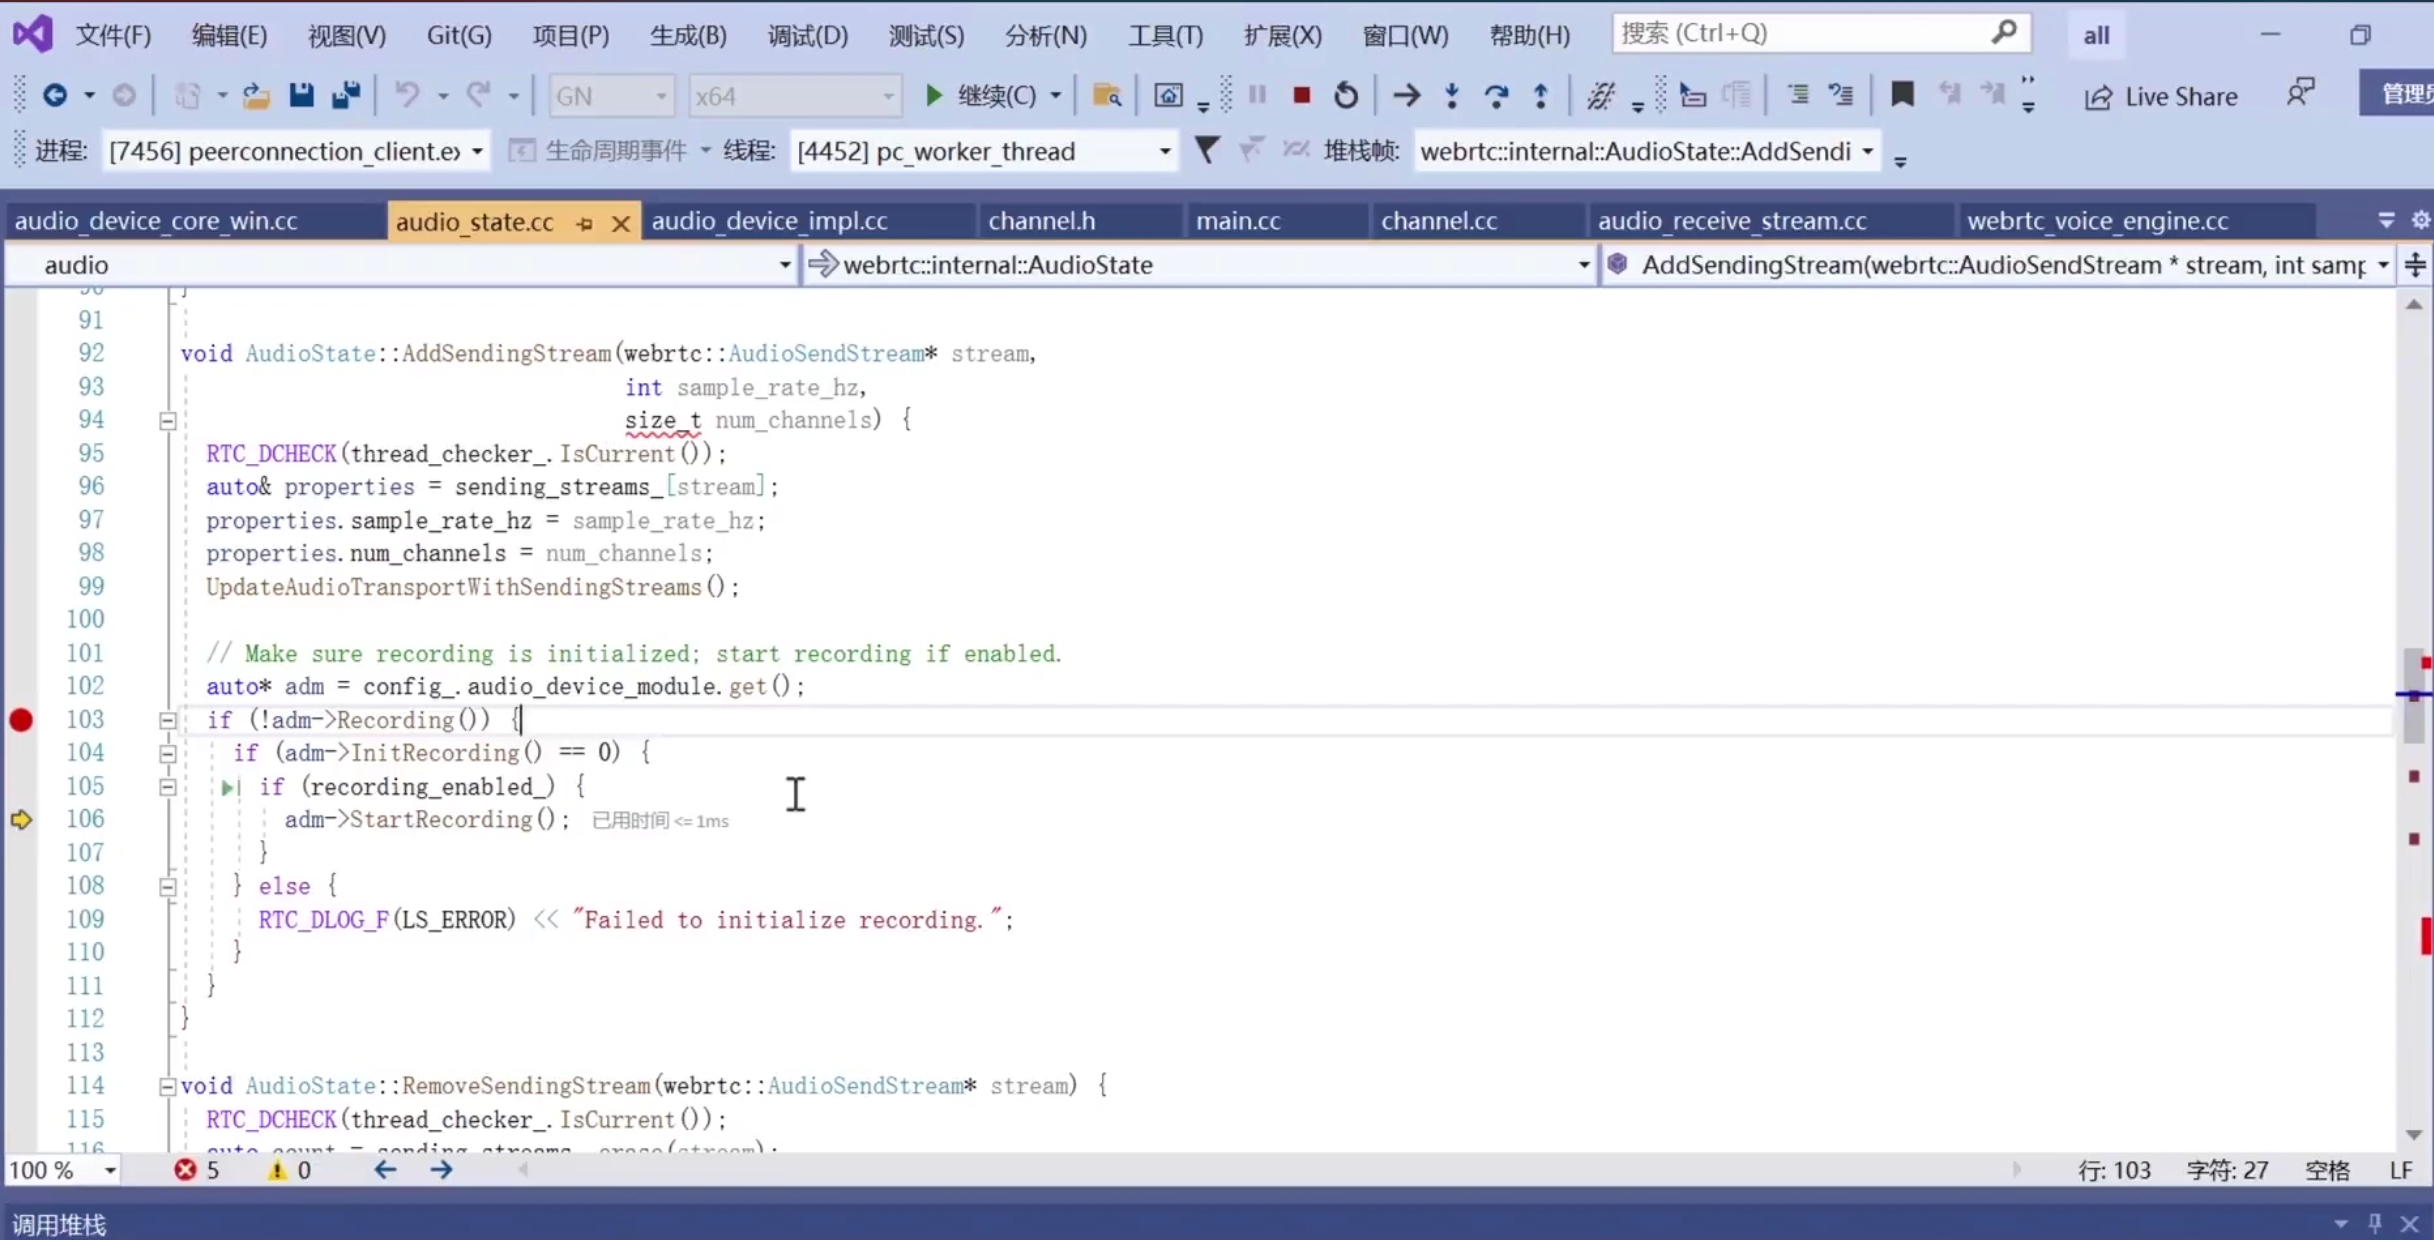 文件(F) 编辑(E) 视图(V) Git(G) 项目(P) 生成(B) 调试(D) 测试(S) 分析(N) 工具(T) 扩展(X) 窗口(W) 帮助(H) 搜索 (Ctrl+Q) all
GN x64 继续(C) Live Share
进程: [7456] peerconnection_client.ex 生命周期事件 线程: [4452] pc_worker_thread 堆栈帧: webrtc::internal::AudioState::AddSendi
audio_device_core_win.cc audio_state.cc audio_device_impl.cc channel.h main.cc channel.cc audio_receive_stream.cc webrtc_voice_engine.cc
audio webrtc::internal::AudioState AddSendingStream(webrtc::AudioSendStream * stream, int samp
91
92 void AudioState::AddSendingStream(webrtc::AudioSendStream* stream,
93 int sample_rate_hz,
94 size_t num_channels) {
95 RTC_DCHECK(thread_checker_.IsCurrent());
96 auto& properties = sending_streams_[stream];
97 properties.sample_rate_hz = sample_rate_hz;
98 properties.num_channels = num_channels;
99 UpdateAudioTransportWithSendingStreams();
100
101 // Make sure recording is initialized; start recording if enabled.
102 auto* adm = config_.audio_device_module.get();
103 if (!adm->Recording()) {
104 if (adm->InitRecording() == 0) {
105 if (recording_enabled_) {
106 adm->StartRecording(); 已用时间 <= 1ms
107 }
108 } else {
109 RTC_DLOG_F(LS_ERROR) << "Failed to initialize recording.";
110 }
111 }
112 }
113
114 void AudioState::RemoveSendingStream(webrtc::AudioSendStream* stream) {
115 RTC_DCHECK(thread_checker_.IsCurrent());
116 auto count = sending_streams_.erase(stream);
100 % 5 0 行: 103 字符: 27 空格 LF
调用堆栈